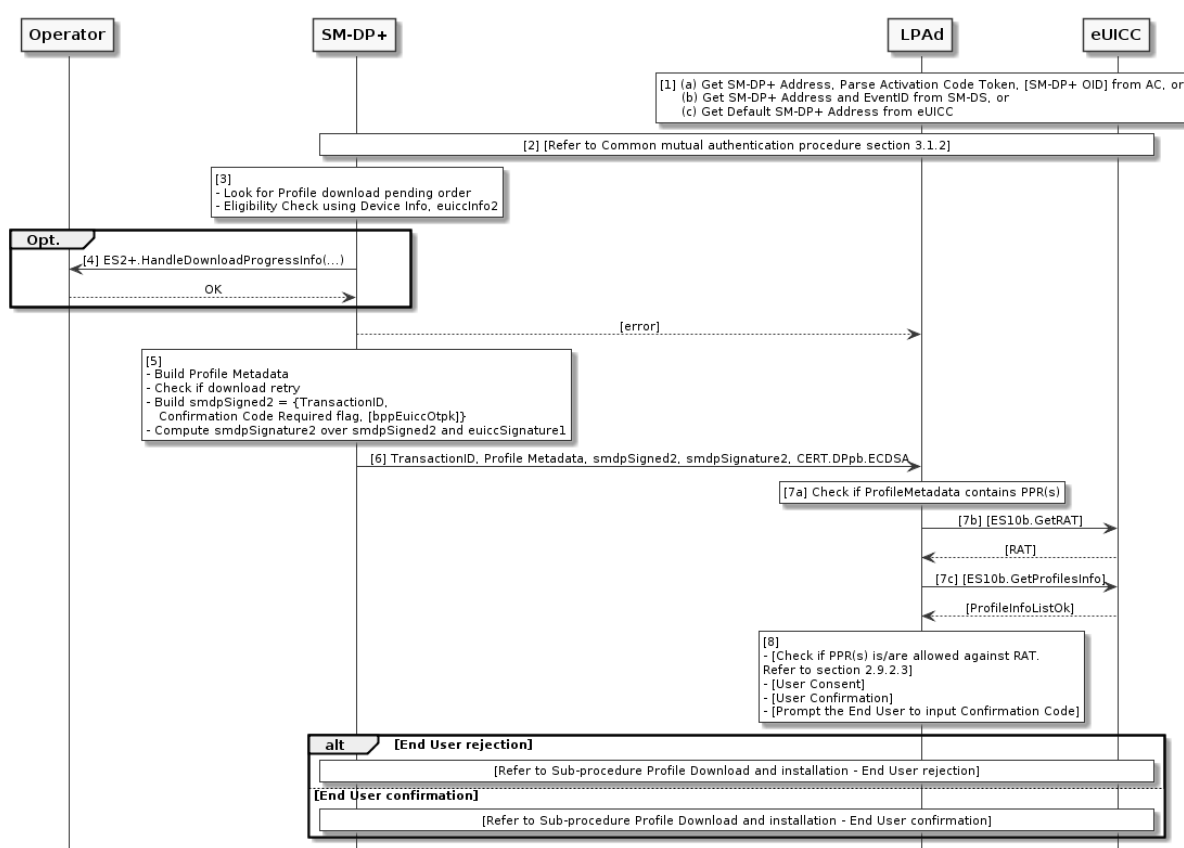 Operator
SM-DP+
LPAd
eUICC
[1] (a) Get SM-DP+ Address, Parse Activation Code Token, [SM-DP+ OID] from AC, or
(b) Get SM-DP+ Address and EventID from SM-DS, or
(c) Get Default SM-DP+ Address from eUICC
[2] [Refer to Common mutual authentication procedure section 3.1.2]
[3]
- Look for Profile download pending order
- Eligibility Check using Device Info, euiccInfo2
Opt.
[4] ES2+.HandleDownloadProgressInfo(...)
OK
[error]
[5]
- Build Profile Metadata
- Check if download retry
- Build smdpSigned2 = {TransactionID,
Confirmation Code Required flag, [bppEuiccOtpk]}
- Compute smdpSignature2 over smdpSigned2 and euiccSignature1
[6] TransactionID, Profile Metadata, smdpSigned2, smdpSignature2, CERT.DPpb.ECDSA
[7a] Check if ProfileMetadata contains PPR(s)
[7b) [ES10b.GetRAT]
[RAT]
[7c) [ES10b.GetProfilesInfo]
[ProfileInfoListOk]
[8]
- [Check if PPR(s) is/are allowed against RAT.
Refer to section 2.9.2.3]
- [User Consent]
- [User Confirmation]
- [Prompt the End User to input Confirmation Code]
alt [End User rejection]
[Refer to Sub-procedure Profile Download and installation - End User rejection]
[End User confirmation]
[Refer to Sub-procedure Profile Download and installation - End User confirmation]